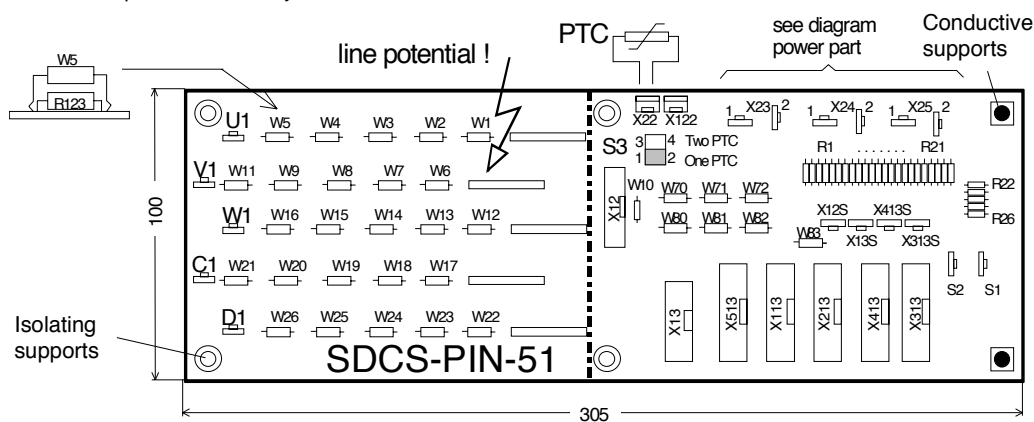 PTC
see diagram
power part
Conductive
supports
W5
R123
line potential !
U1 W5 W4 W3 W2 W1
X22 X122
1 X23 2 1 X24 2 1 X25 2
S3 3 4 Two PTC
1 2 One PTC
R1 ....... R21
V1 W11 W9 W8 W7 W6
X12 W10 W70 W71 W72
R22
R26
W1 W16 W15 W14 W13 W12
W80 W81 W82
W83
X12S X413S
X13S X313S
100
C1 W21 W20 W19 W18 W17
S2 S1
X13 X513 X113 X213 X413 X313
D1 W26 W25 W24 W23 W22
Isolating
supports
SDCS-PIN-51
305